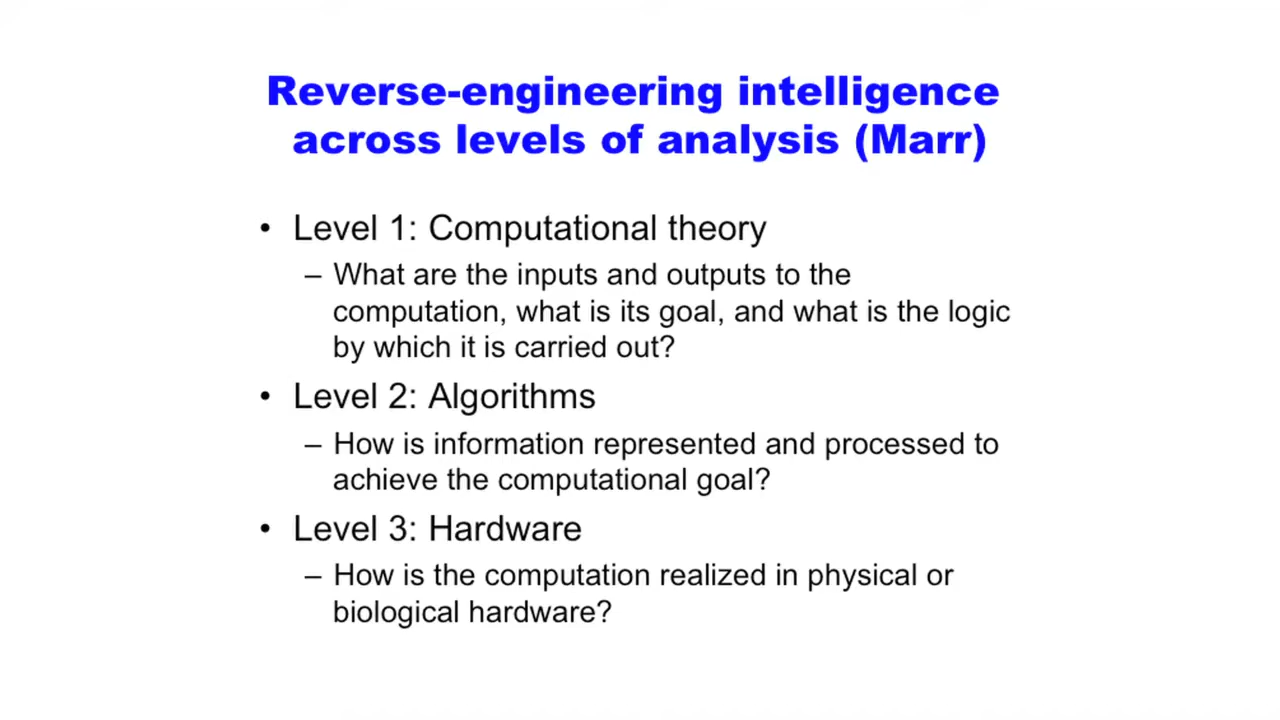 Reverse-engineering intelligence
across levels of analysis (Marr)
• Level 1: Computational theory
– What are the inputs and outputs to the
computation, what is its goal, and what is the logic
by which it is carried out?
• Level 2: Algorithms
– How is information represented and processed to
achieve the computational goal?
• Level 3: Hardware
– How is the computation realized in physical or
biological hardware?